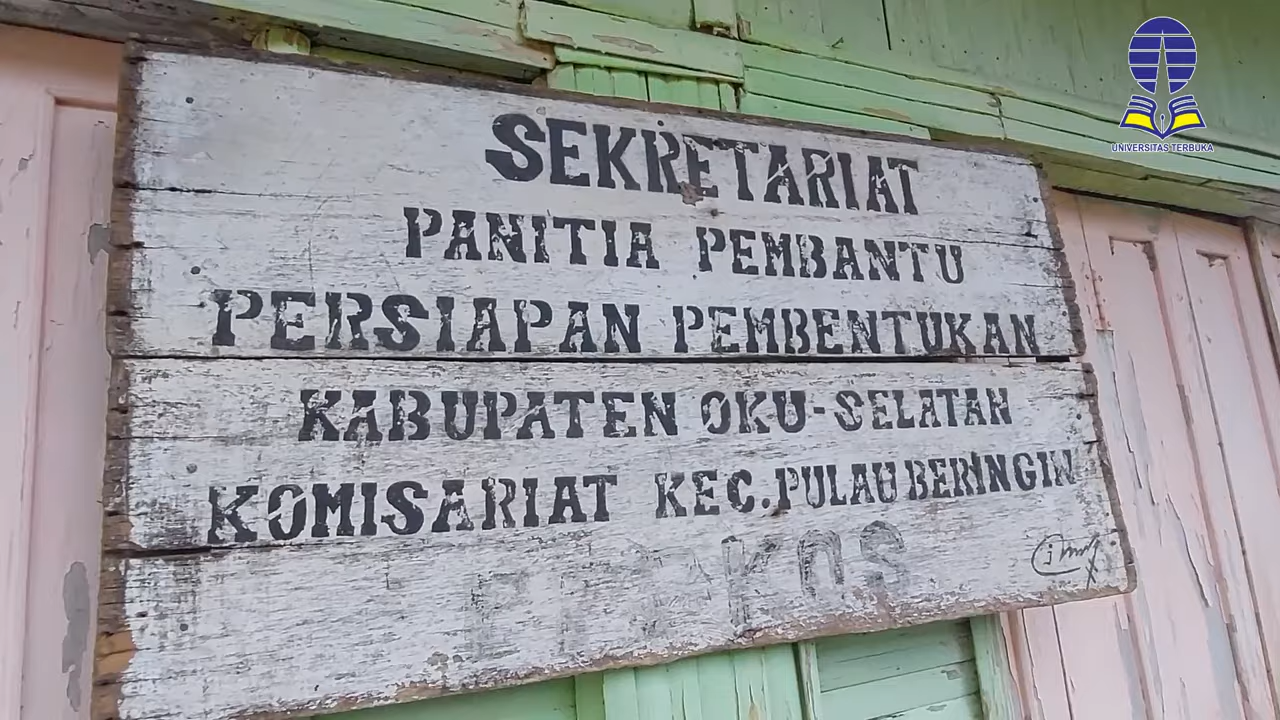 UNIVERSITAS TERBUKA
SEKRETARIAT
PANITIA PEMBANTU
PERSIAPAN PEMBENTUKAN
KABUPATEN OKU-SELATAN
KOMISARIAT KEC. PULAU BERINGIN